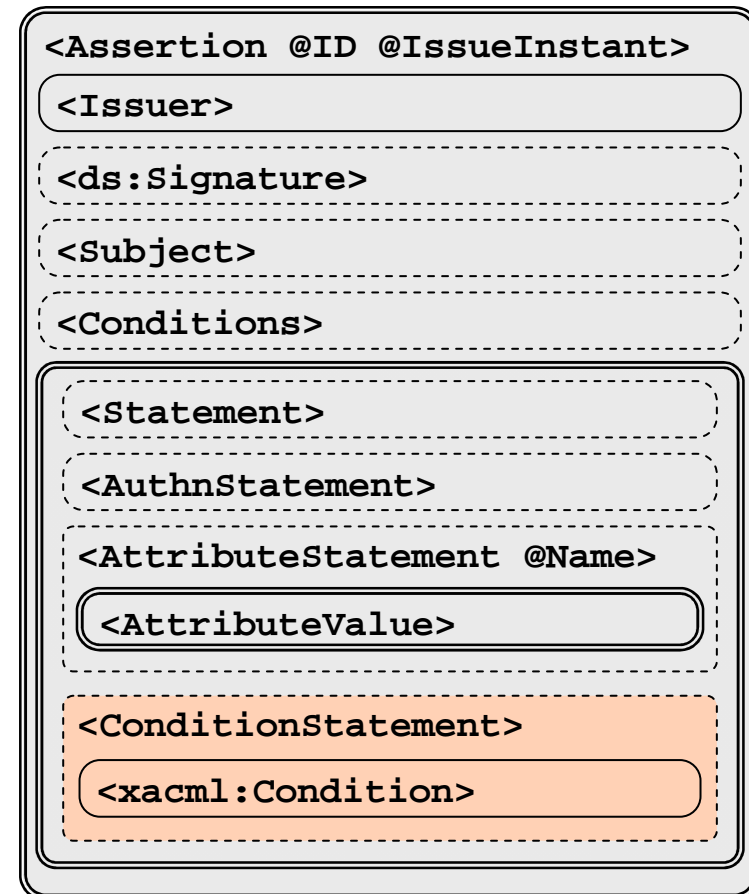 <Assertion @ID @IssueInstant>
<Issuer>
<ds:Signature>
<Subject>
<Conditions>
<Statement>
<AuthnStatement>
<AttributeStatement @Name>
<AttributeValue>
<ConditionStatement>
<xacml:Condition>